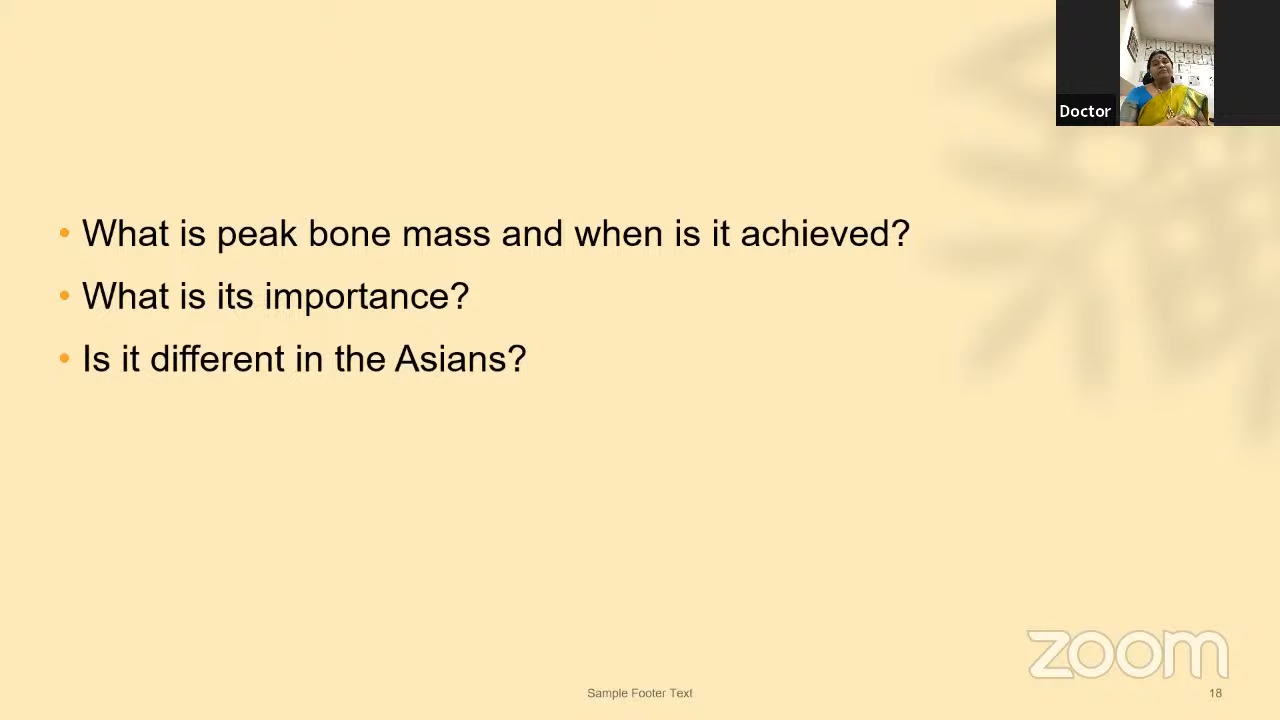 Doctor
• What is peak bone mass and when is it achieved?
• What is its importance?
• Is it different in the Asians?
zoom
Sample Footer Text
18